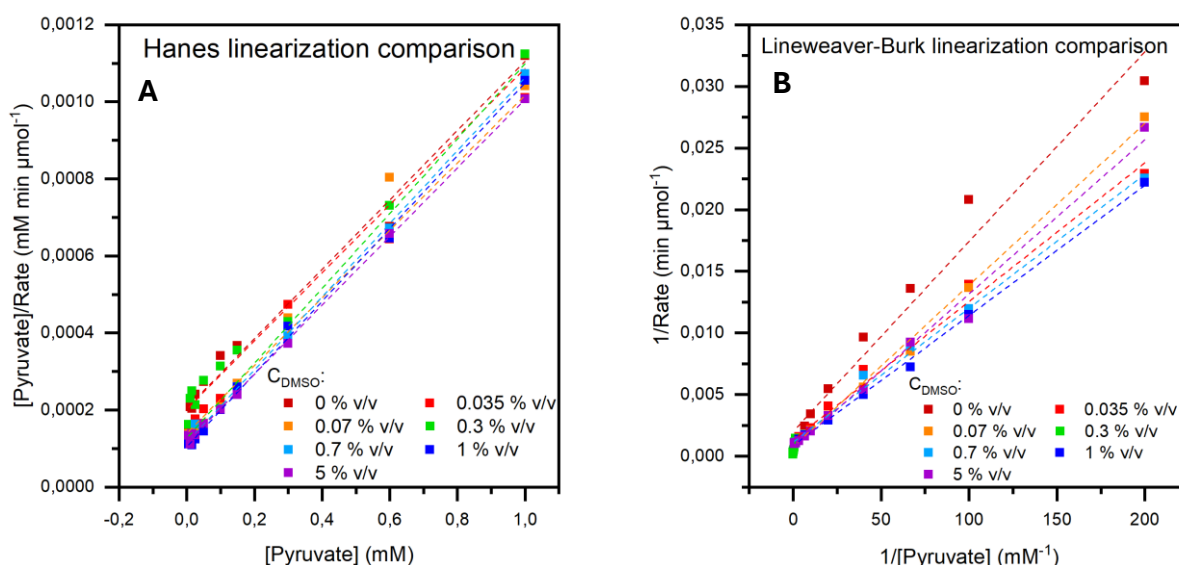 Hanes linearization comparison
A
0,0012
0,0010
0,0008
0,0006
0,0004
0,0002
0,0000
[Pyruvate]/Rate (mM min μmol⁻¹)
C_DMSO:
0 % v/v 0.035 % v/v
0.07 % v/v 0.3 % v/v
0.7 % v/v 1 % v/v
5 % v/v
-0,2 0,0 0,2 0,4 0,6 0,8 1,0
[Pyruvate] (mM)
Lineweaver-Burk linearization comparison
B
0,035
0,030
0,025
0,020
0,015
0,010
0,005
0,000
1/Rate (min μmol⁻¹)
C_DMSO:
0 % v/v 0.035 % v/v
0.07 % v/v 0.3 % v/v
0.7 % v/v 1 % v/v
5 % v/v
0 50 100 150 200
1/[Pyruvate] (mM⁻¹)